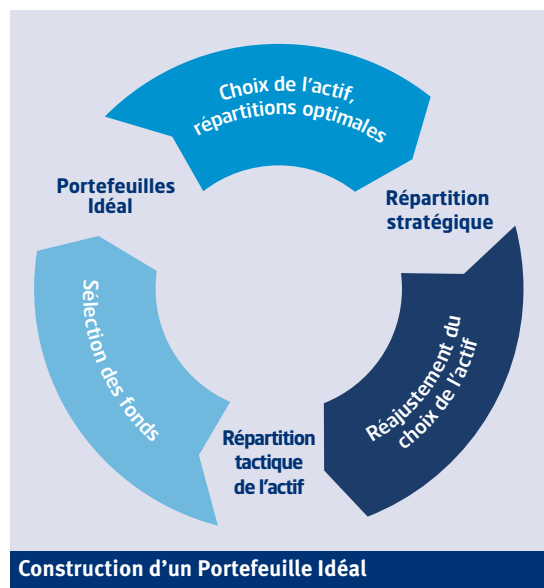 Choix de l'actif,
répartitions optimales
Portefeuilles
Idéal
Répartition
stratégique
Sélection des fonds
Réajustement du
choix de l'actif
Répartition
tactique
de l'actif
Construction d'un Portefeuille Idéal